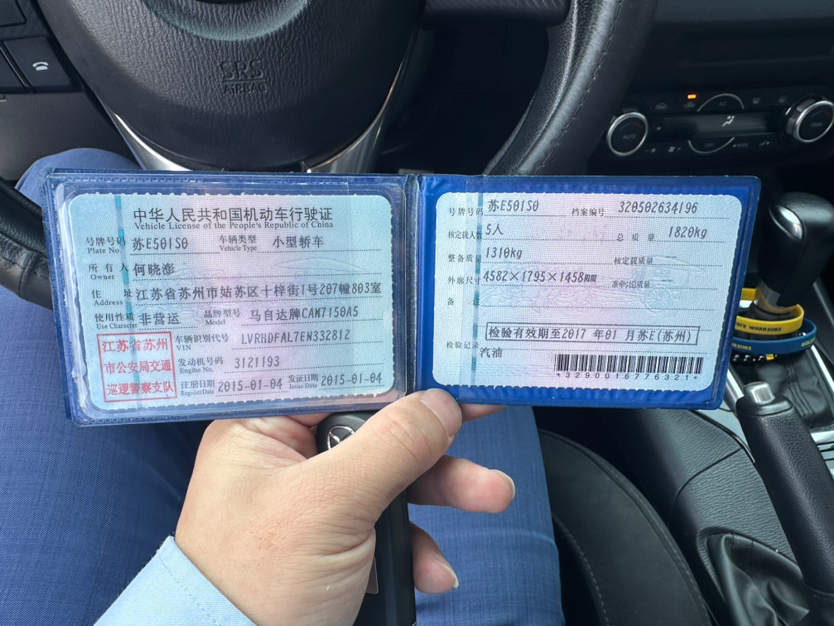 SRS
AIRBAG
中华人民共和国机动车行驶证
Vehicle License of the People's Republic of China
号牌号码 苏E501S0 车辆类型 小型轿车
Plate No. Vehicle Type
所有人 何晓澎
Owner
住址 江苏省苏州市姑苏区十梓街1号207幢803室
Address
使用性质 非营运 品牌型号 马自达牌CAM7150A5
Use Character Model
江苏省苏州
市公安局交通
巡逻警察支队
车辆识别代号 LVRHDFAL7EN332812
VIN
发动机号码 3121193
Engine No.
注册日期 2015-01-04 发证日期 2015-01-04
Register Date Issue Date
号牌号码 苏E501S0 档案编号 320502634196
核定载人数 5人 总质量 1820kg
整备质量 1310kg 核定载质量 --
外廓尺寸 4582×1795×1458mm 准牵引总质量 --
备
检验有效期至2017年01月苏E(苏州)
检验记录
汽油
*3290016776321*